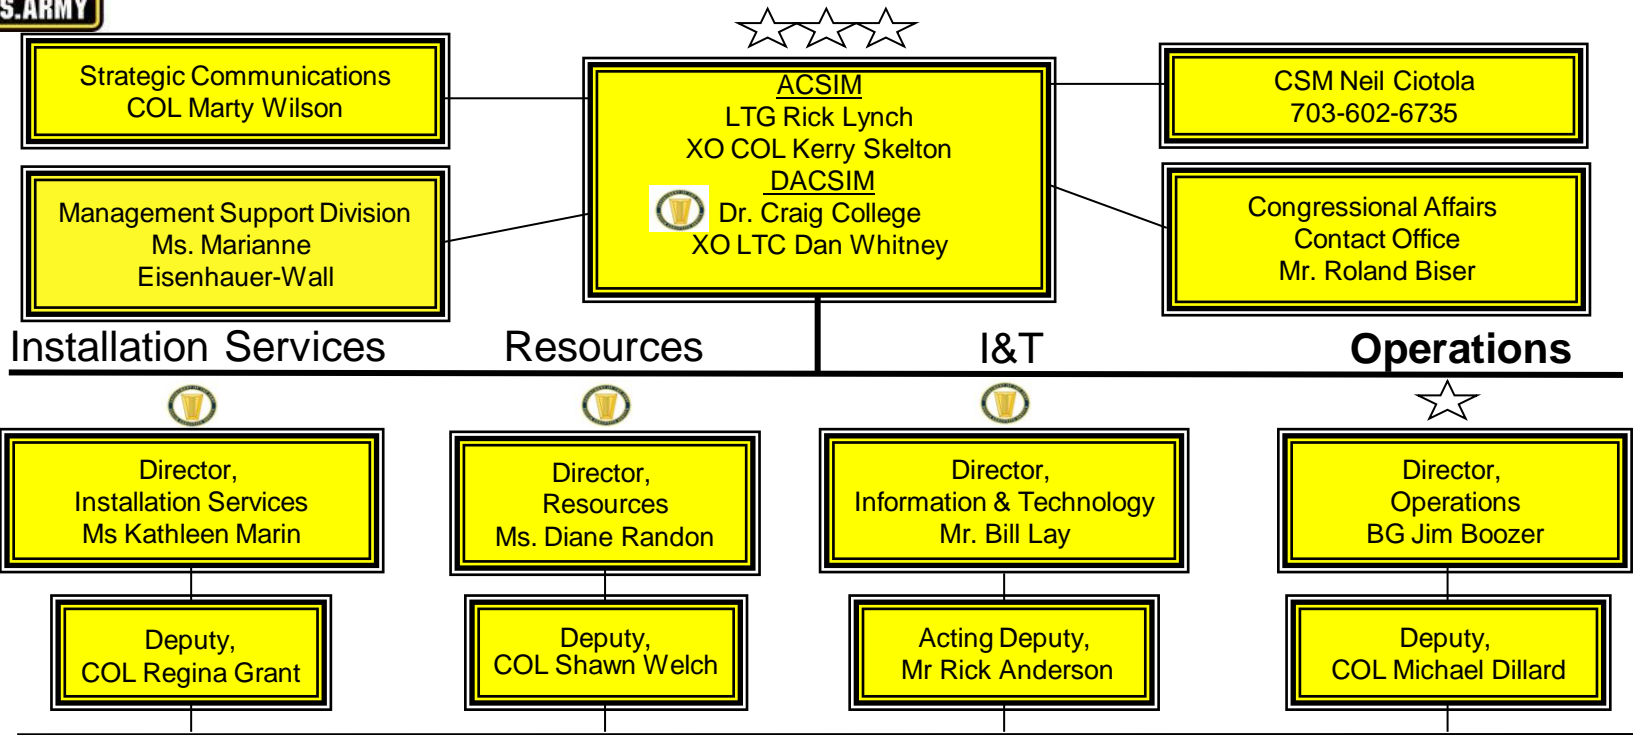 S.ARMY
Strategic Communications
COL Marty Wilson
ACSIM
LTG Rick Lynch
XO COL Kerry Skelton
DACSIM
Dr. Craig College
XO LTC Dan Whitney
CSM Neil Ciotola
703-602-6735
Management Support Division
Ms. Marianne
Eisenhauer-Wall
Congressional Affairs
Contact Office
Mr. Roland Biser
Installation Services
Resources
I&T
Operations
Director,
Installation Services
Ms Kathleen Marin
Director,
Resources
Ms. Diane Randon
Director,
Information & Technology
Mr. Bill Lay
Director,
Operations
BG Jim Boozer
Deputy,
COL Regina Grant
Deputy,
COL Shawn Welch
Acting Deputy,
Mr Rick Anderson
Deputy,
COL Michael Dillard